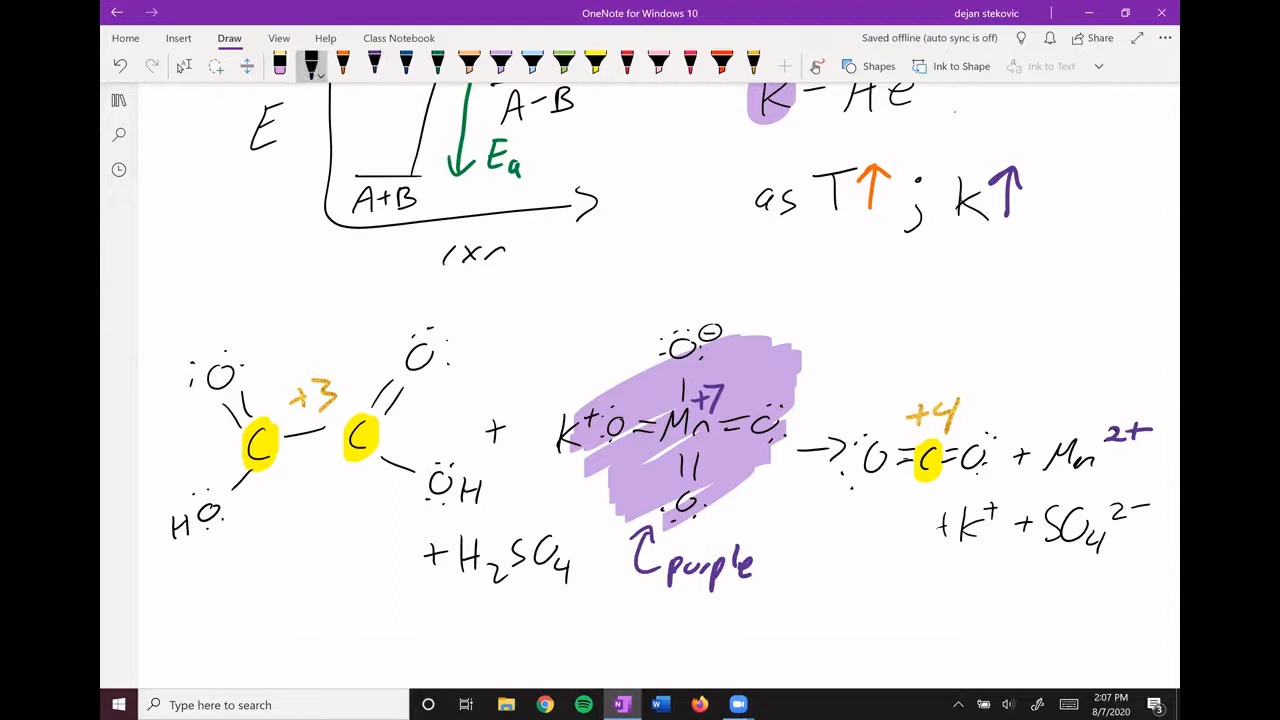 OneNote for Windows 10
dejan stekovic
Home Insert Draw View Help Class Notebook
Saved offline (auto sync is off)
Share
Shapes Ink to Shape Ink to Text
E
A-B
Ea
A+B
rxn
K - Ae
as T↑ ; k↑
O O
+3
C C
HO OH
+ H2SO4
+
O⊖
+7
K+ O=Mn=O
O
purple
→ O=C=O + Mn2+
+4
+K+ + SO42-
Type here to search
2:07 PM
8/7/2020
3